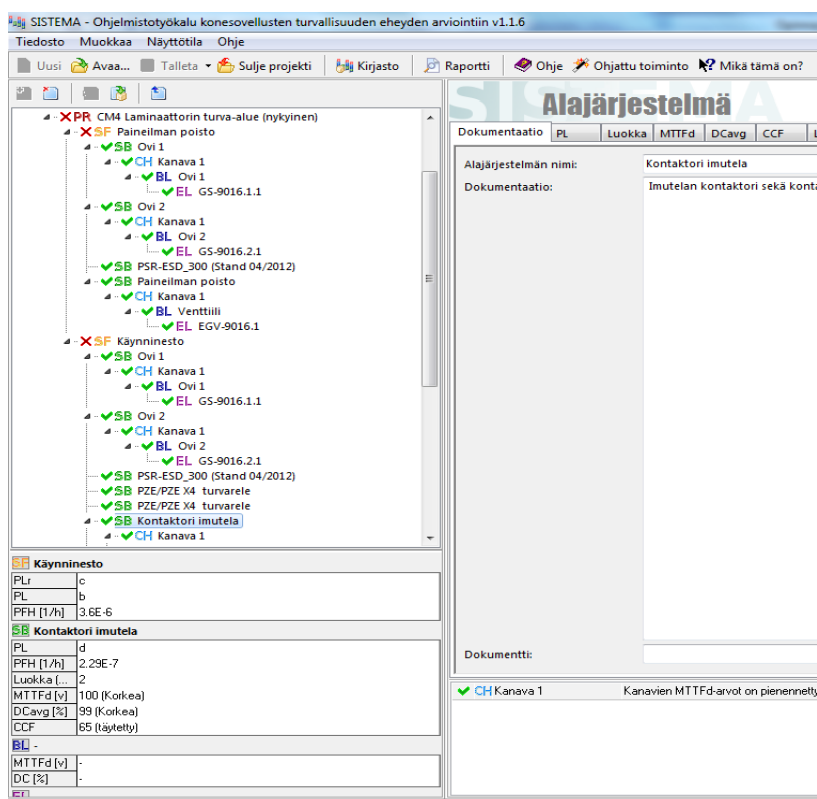 SISTEMA - Ohjelmistotyökalu konesovellusten turvallisuuden eheyden arviointiin v1.1.6
Tiedosto Muokkaa Näyttötila Ohje
Uusi Avaa... Talleta Sulje projekti Kirjasto Raportti Ohje Ohjattu toiminto Mikä tämä on?
PR CM4 Laminaattorin turva-alue (nykyinen)
SF Paineilman poisto
SB Ovi 1
CH Kanava 1
BL Ovi 1
EL GS-9016.1.1
SB Ovi 2
CH Kanava 1
BL Ovi 2
EL GS-9016.2.1
SB PSR-ESD_300 (Stand 04/2012)
SB Paineilman poisto
CH Kanava 1
BL Venttiili
EL EGV-9016.1
SF Käynninesto
SB Ovi 1
CH Kanava 1
BL Ovi 1
EL GS-9016.1.1
SB Ovi 2
CH Kanava 1
BL Ovi 2
EL GS-9016.2.1
SB PSR-ESD_300 (Stand 04/2012)
SB PZE/PZE X4 turvarele
SB PZE/PZE X4 turvarele
SB Kontaktori imutela
CH Kanava 1
SF Käynninesto
PLr c
PL b
PFH [1/h] 3.6E-6
SB Kontaktori imutela
PL d
PFH [1/h] 2.29E-7
Luokka (... 2
MTTFd [v] 100 (Korkea)
DCavg [%] 99 (Korkea)
CCF 65 (täytetty)
BL -
MTTFd [v] -
DC [%] -
EL
SISTEMA
Alajärjestelmä
Dokumentaatio PL Luokka MTTFd DCavg CCF L
Alajärjestelmän nimi: Kontaktori imutela
Dokumentaatio: Imutelan kontaktori sekä konta
Dokumentti:
CH Kanava 1 Kanavien MTTFd-arvot on pienennetty